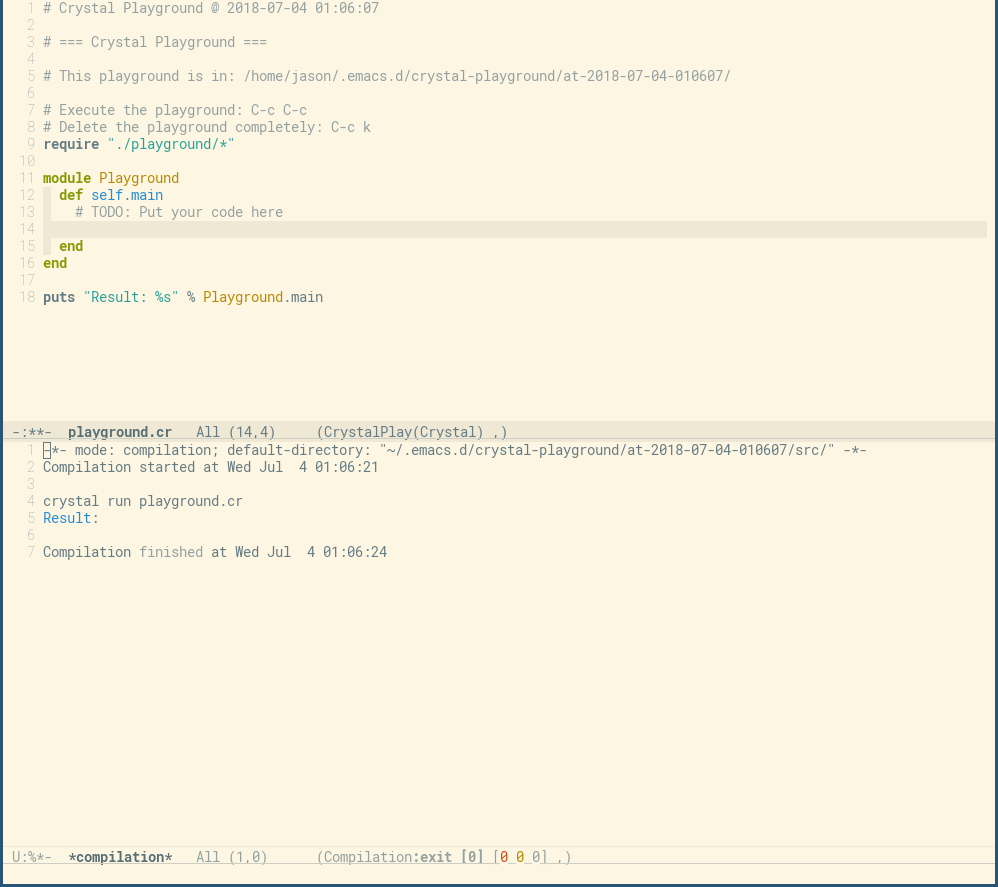 1 # Crystal Playground @ 2018-07-04 01:06:07
2
3 # === Crystal Playground ===
4
5 # This playground is in: /home/jason/.emacs.d/crystal-playground/at-2018-07-04-010607/
6
7 # Execute the playground: C-c C-c
8 # Delete the playground completely: C-c k
9 require "./playground/*"
10
11 module Playground
12   def self.main
13     # TODO: Put your code here
14
15   end
16 end
17
18 puts "Result: %s" % Playground.main
-:**-  playground.cr   All (14,4)     (CrystalPlay(Crystal) ,)
1 -*- mode: compilation; default-directory: "~/.emacs.d/crystal-playground/at-2018-07-04-010607/src/" -*-
2 Compilation started at Wed Jul  4 01:06:21
3
4 crystal run playground.cr
5 Result:
6
7 Compilation finished at Wed Jul  4 01:06:24
U:%*-  *compilation*   All (1,0)      (Compilation:exit [0] [0 0 0] ,)